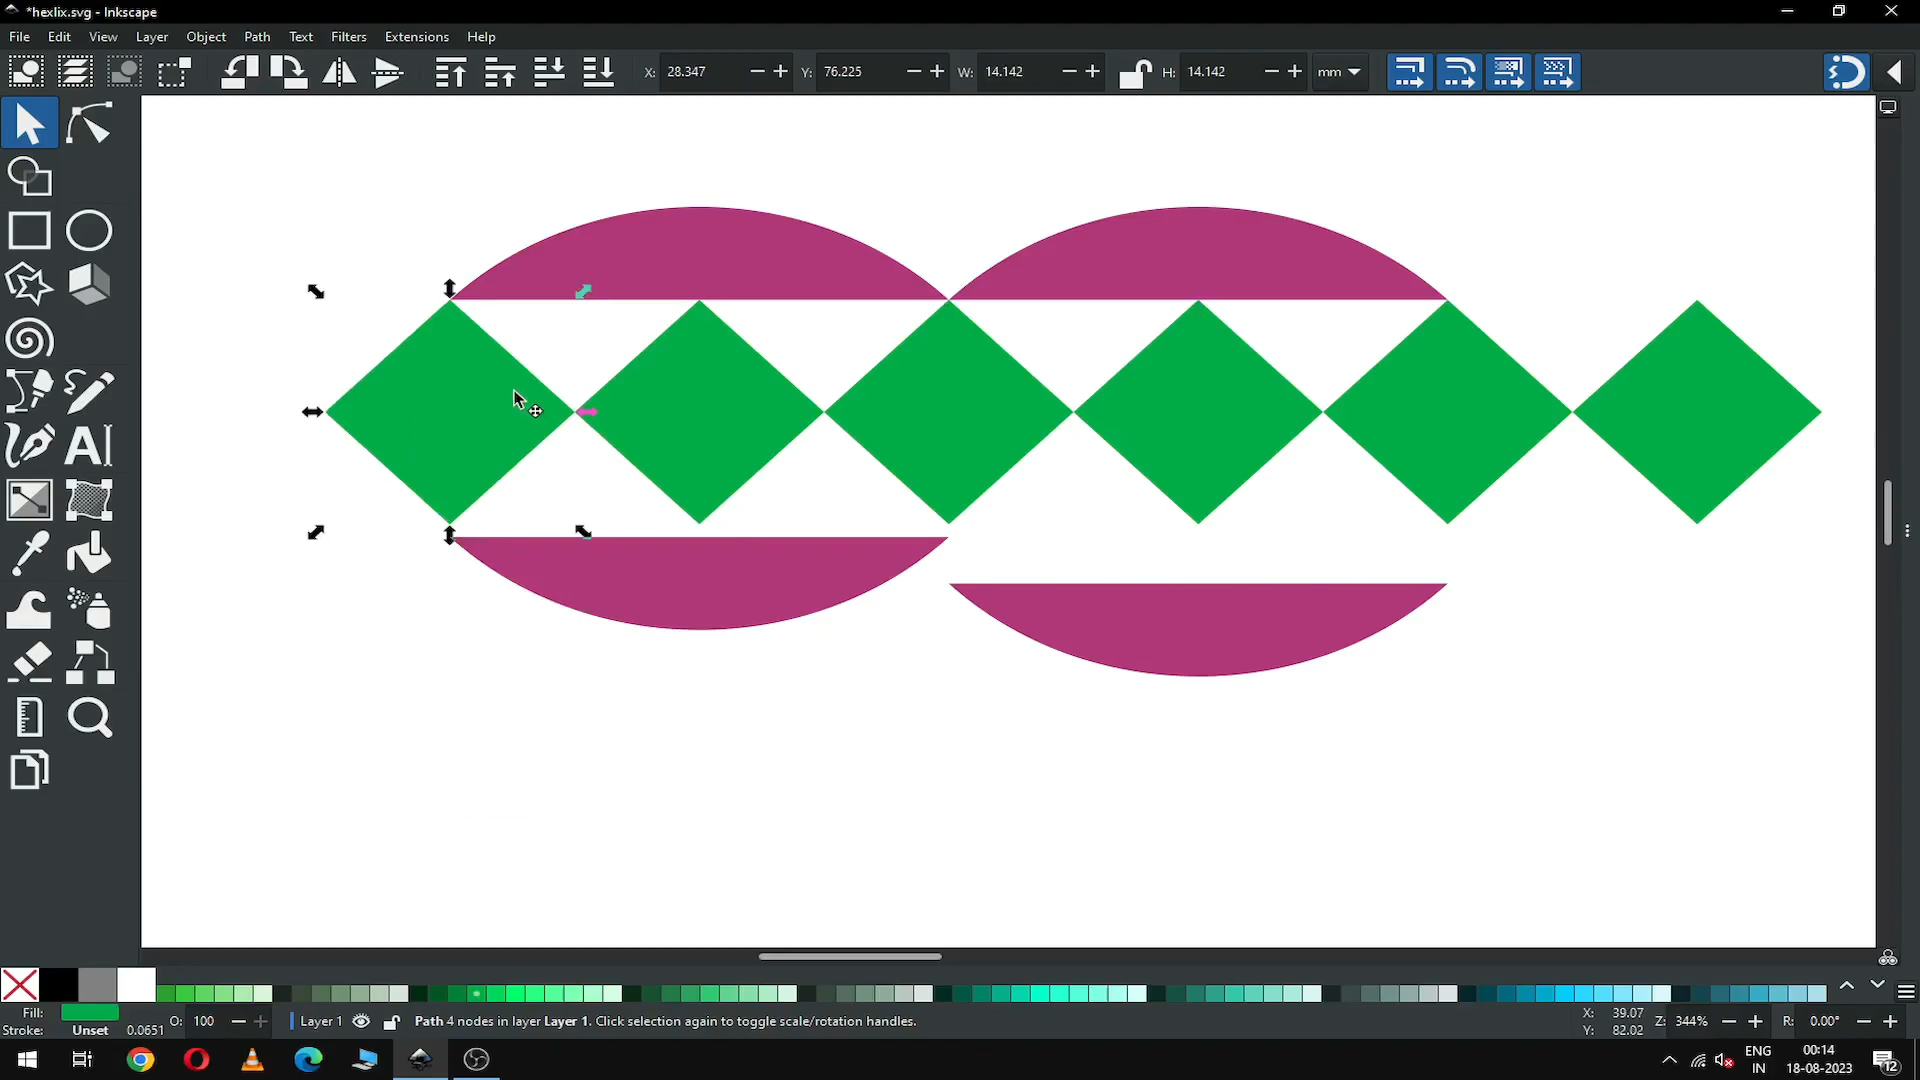 *hexlix.svg - Inkscape
File Edit View Layer Object Path Filters Text Extensions Help
X: 28.347 Y: 76.225 W: 14.142 H: 14.142 mm
A
Fill:
Stroke: Unset 0.0651 O: 100 Layer 1 Path 4 nodes in layer Layer 1. Click selection again to toggle scale/rotation handles.
X: 39.07
Y: 82.02
Z: 344% R: 0.00°
ENG
IN
00:14
18-08-2023
12